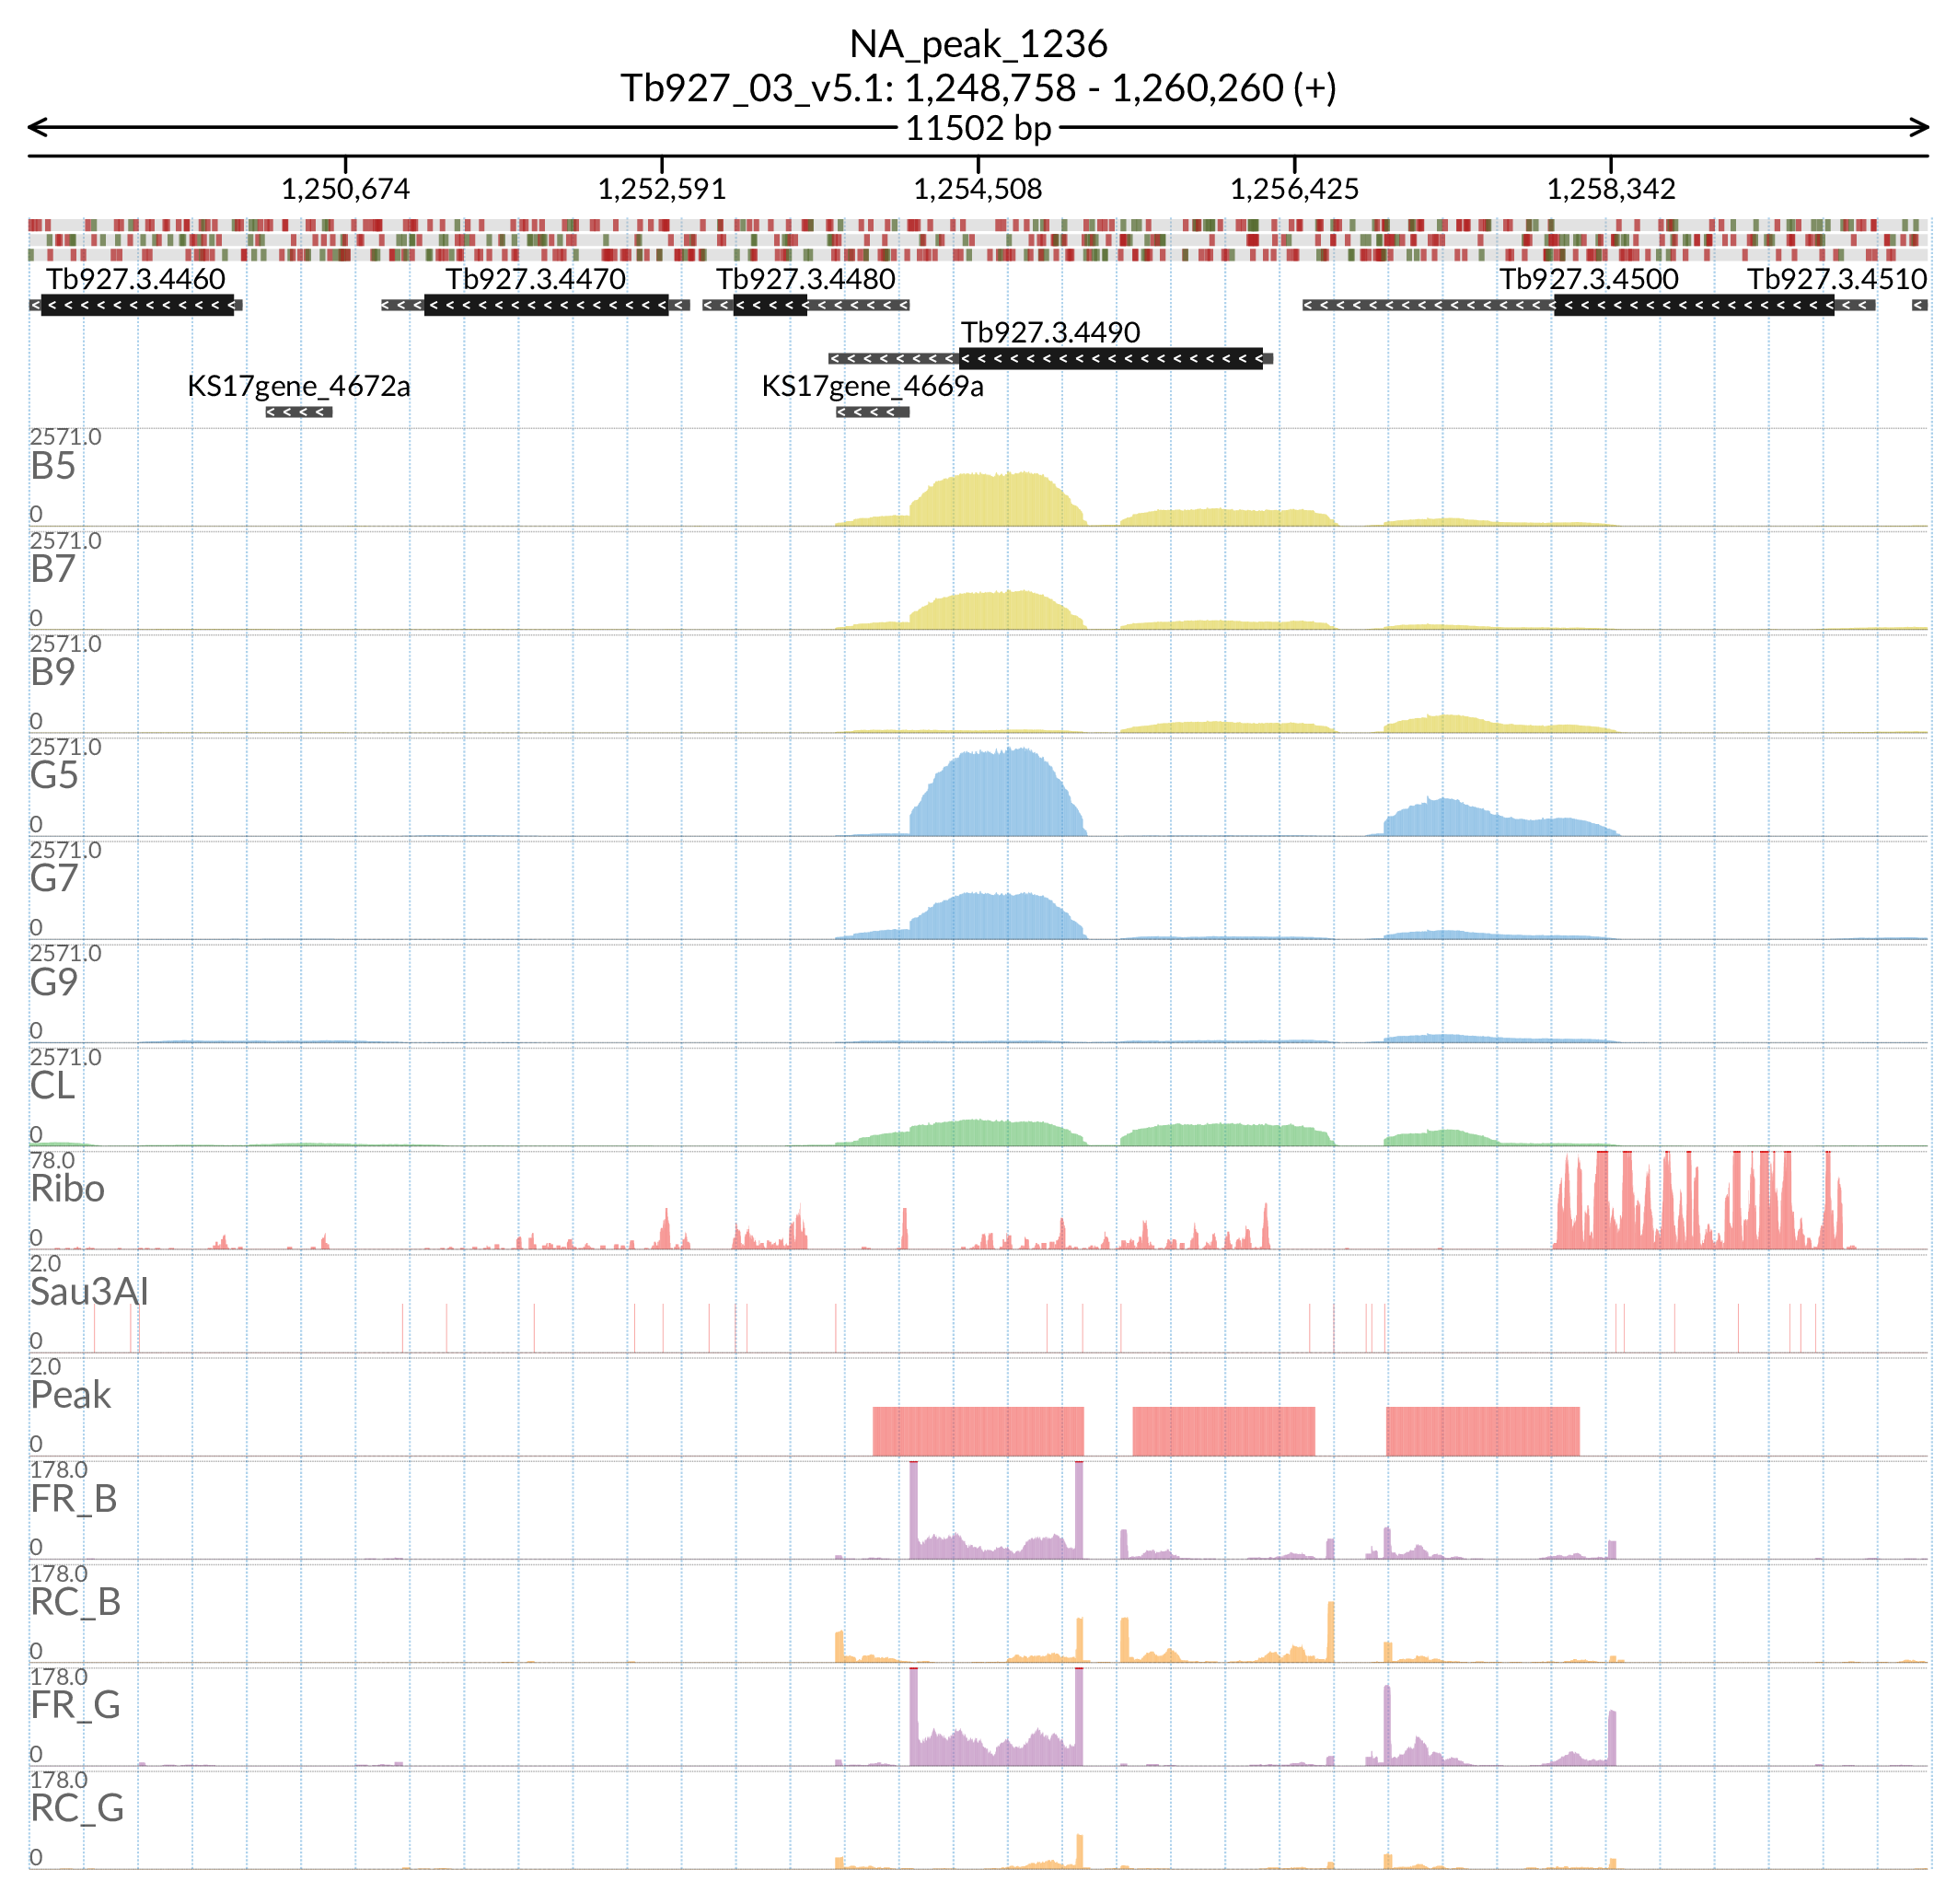 NA_peak_1236
Tb927_03_v5.1: 1,248,758 - 1,260,260 (+)
11502 bp
1,250,674 1,252,591 1,254,508 1,256,425 1,258,342
Tb927.3.4460 Tb927.3.4470 Tb927.3.4480 Tb927.3.4500 Tb927.3.4510
Tb927.3.4490
KS17gene_4672a KS17gene_4669a
2571.0
B5
0
2571.0
B7
0
2571.0
B9
0
2571.0
G5
0
2571.0
G7
0
2571.0
G9
0
2571.0
CL
0
78.0
Ribo
0
2.0
Sau3AI
0
2.0
Peak
0
178.0
FR_B
0
178.0
RC_B
0
178.0
FR_G
0
178.0
RC_G
0